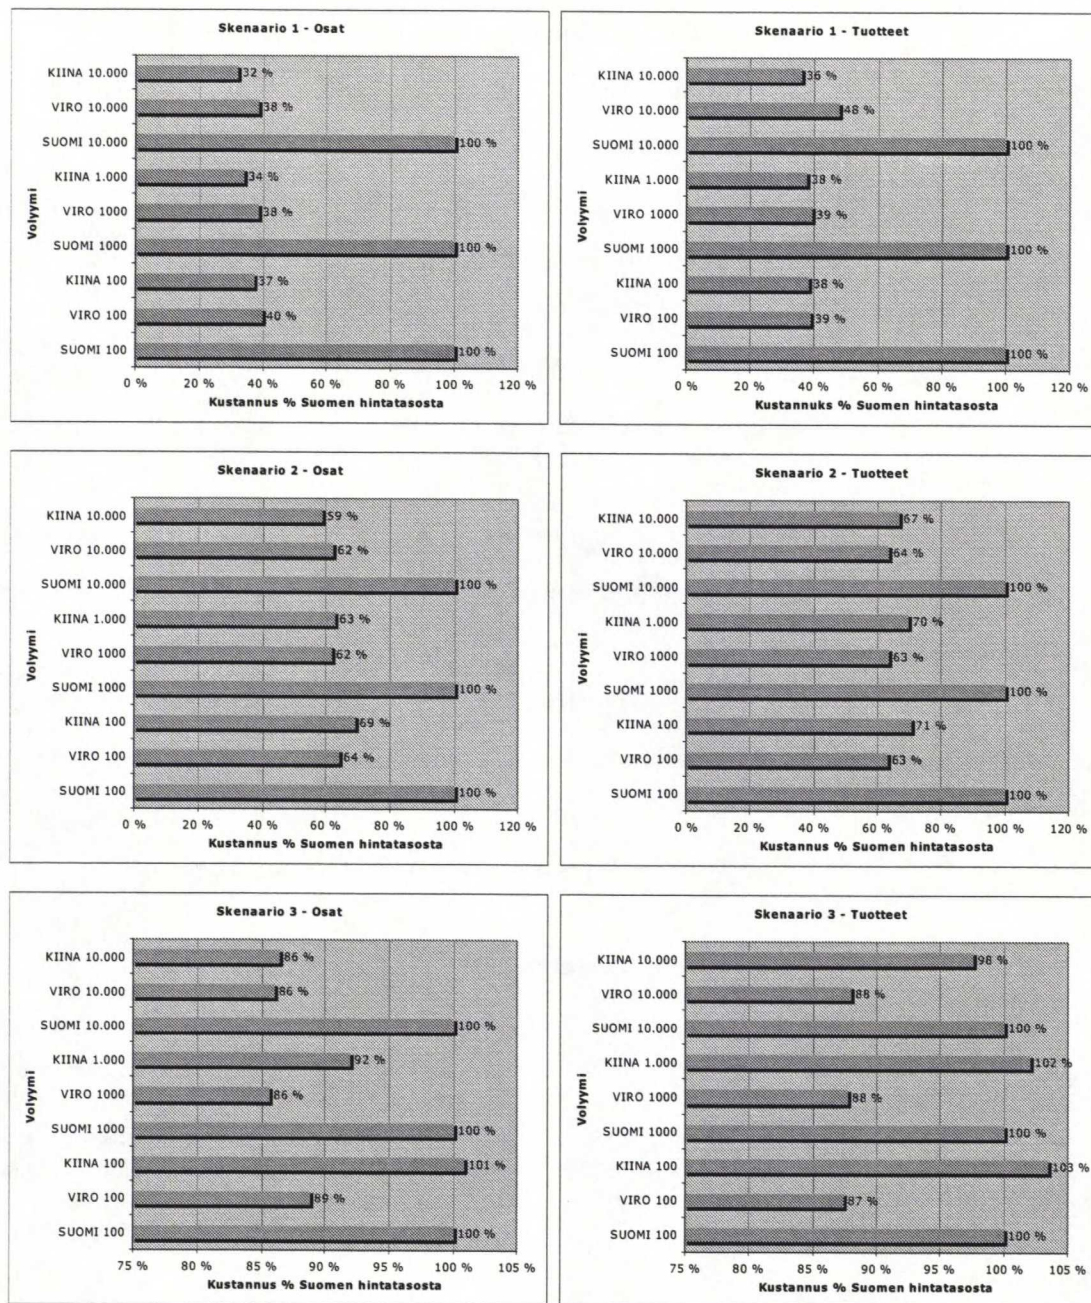 Skenaario 1 - Osat
Volyymi
KIINA 10.000
32 %
VIRO 10.000
38 %
SUOMI 10.000
100 %
KIINA 1.000
34 %
VIRO 1000
38 %
SUOMI 1000
100 %
KIINA 100
37 %
VIRO 100
40 %
SUOMI 100
100 %
0 % 20 % 40 % 60 % 80 % 100 % 120 %
Kustannus % Suomen hintatasosta
Skenaario 1 - Tuotteet
Volyymi
KIINA 10.000
36 %
VIRO 10.000
48 %
SUOMI 10.000
100 %
KIINA 1.000
38 %
VIRO 1000
39 %
SUOMI 1000
100 %
KIINA 100
38 %
VIRO 100
39 %
SUOMI 100
100 %
0 % 20 % 40 % 60 % 80 % 100 % 120 %
Kustannuks % Suomen hintatasosta
Skenaario 2 - Osat
Volyymi
KIINA 10.000
59 %
VIRO 10.000
62 %
SUOMI 10.000
100 %
KIINA 1.000
63 %
VIRO 1000
62 %
SUOMI 1000
100 %
KIINA 100
69 %
VIRO 100
64 %
SUOMI 100
100 %
0 % 20 % 40 % 60 % 80 % 100 % 120 %
Kustannus % Suomen hintatasosta
Skenaario 2 - Tuotteet
Volyymi
KIINA 10.000
67 %
VIRO 10.000
64 %
SUOMI 10.000
100 %
KIINA 1.000
70 %
VIRO 1000
63 %
SUOMI 1000
100 %
KIINA 100
71 %
VIRO 100
63 %
SUOMI 100
100 %
0 % 20 % 40 % 60 % 80 % 100 % 120 %
Kustannus % Suomen hintatasosta
Skenaario 3 - Osat
Volyymi
KIINA 10.000
86 %
VIRO 10.000
86 %
SUOMI 10.000
100 %
KIINA 1.000
92 %
VIRO 1000
86 %
SUOMI 1000
100 %
KIINA 100
101 %
VIRO 100
89 %
SUOMI 100
100 %
75 % 80 % 85 % 90 % 95 % 100 % 105 %
Kustannus % Suomen hintatasosta
Skenaario 3 - Tuotteet
Volyymi
KIINA 10.000
98 %
VIRO 10.000
88 %
SUOMI 10.000
100 %
KIINA 1.000
102 %
VIRO 1000
88 %
SUOMI 1000
100 %
KIINA 100
103 %
VIRO 100
87 %
SUOMI 100
100 %
75 % 80 % 85 % 90 % 95 % 100 % 105 %
Kustannus % Suomen hintatasosta